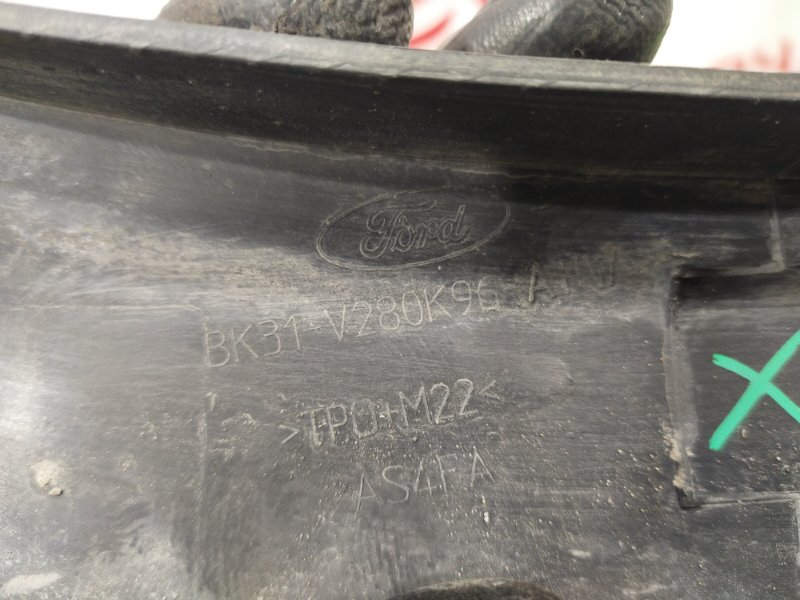 Ford
BK31-V280K96
>TPO+M22<
AS4FA